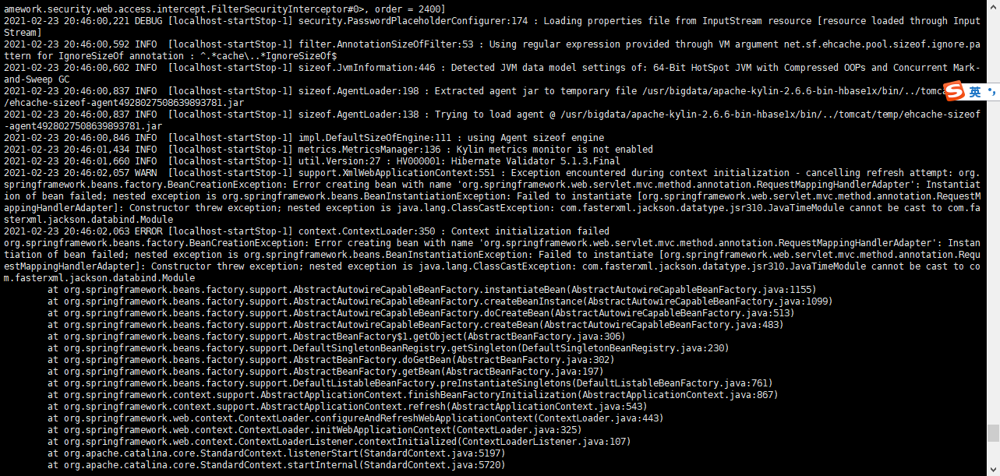 amework.security.web.access.intercept.FilterSecurityInterceptor#0>, order = 2400]
2021-02-23 20:46:00,221 DEBUG [localhost-startStop-1] security.PasswordPlaceholderConfigurer:174 : Loading properties file from InputStream resource [resource loaded through Input
Stream]
2021-02-23 20:46:00,592 INFO  [localhost-startStop-1] filter.AnnotationSizeOfFilter:53 : Using regular expression provided through VM argument net.sf.ehcache.pool.sizeof.ignore.pa
ttern for IgnoreSizeOf annotation : ^.*cache\..*IgnoreSizeOf$
2021-02-23 20:46:00,602 INFO  [localhost-startStop-1] sizeof.JvmInformation:446 : Detected JVM data model settings of: 64-Bit HotSpot JVM with Compressed OOPs and Concurrent Mark-
and-Sweep GC
2021-02-23 20:46:00,837 INFO  [localhost-startStop-1] sizeof.AgentLoader:198 : Extracted agent jar to temporary file /usr/bigdata/apache-kylin-2.6.6-bin-hbase1x/bin/../tomca
英
/ehcache-sizeof-agent4928027508639893781.jar
2021-02-23 20:46:00,837 INFO  [localhost-startStop-1] sizeof.AgentLoader:138 : Trying to load agent @ /usr/bigdata/apache-kylin-2.6.6-bin-hbase1x/bin/../tomcat/temp/ehcache-sizeof
-agent4928027508639893781.jar
2021-02-23 20:46:00,846 INFO  [localhost-startStop-1] impl.DefaultSizeOfEngine:111 : using Agent sizeof engine
2021-02-23 20:46:01,434 INFO  [localhost-startStop-1] metrics.MetricsManager:136 : Kylin metrics monitor is not enabled
2021-02-23 20:46:01,660 INFO  [localhost-startStop-1] util.Version:27 : HV000001: Hibernate Validator 5.1.3.Final
2021-02-23 20:46:02,057 WARN  [localhost-startStop-1] support.XmlWebApplicationContext:551 : Exception encountered during context initialization - cancelling refresh attempt: org.
springframework.beans.factory.BeanCreationException: Error creating bean with name 'org.springframework.web.servlet.mvc.method.annotation.RequestMappingHandlerAdapter': Instantiat
ion of bean failed; nested exception is org.springframework.beans.BeanInstantiationException: Failed to instantiate [org.springframework.web.servlet.mvc.method.annotation.RequestM
appingHandlerAdapter]: Constructor threw exception; nested exception is java.lang.ClassCastException: com.fasterxml.jackson.datatype.jsr310.JavaTimeModule cannot be cast to com.fa
sterxml.jackson.databind.Module
2021-02-23 20:46:02,063 ERROR [localhost-startStop-1] context.ContextLoader:350 : Context initialization failed
org.springframework.beans.factory.BeanCreationException: Error creating bean with name 'org.springframework.web.servlet.mvc.method.annotation.RequestMappingHandlerAdapter': Instan
tiation of bean failed; nested exception is org.springframework.beans.BeanInstantiationException: Failed to instantiate [org.springframework.web.servlet.mvc.method.annotation.Requ
estMappingHandlerAdapter]: Constructor threw exception; nested exception is java.lang.ClassCastException: com.fasterxml.jackson.datatype.jsr310.JavaTimeModule cannot be cast to co
m.fasterxml.jackson.databind.Module
        at org.springframework.beans.factory.support.AbstractAutowireCapableBeanFactory.instantiateBean(AbstractAutowireCapableBeanFactory.java:1155)
        at org.springframework.beans.factory.support.AbstractAutowireCapableBeanFactory.createBeanInstance(AbstractAutowireCapableBeanFactory.java:1099)
        at org.springframework.beans.factory.support.AbstractAutowireCapableBeanFactory.doCreateBean(AbstractAutowireCapableBeanFactory.java:513)
        at org.springframework.beans.factory.support.AbstractAutowireCapableBeanFactory.createBean(AbstractAutowireCapableBeanFactory.java:483)
        at org.springframework.beans.factory.support.AbstractBeanFactory$1.getObject(AbstractBeanFactory.java:306)
        at org.springframework.beans.factory.support.DefaultSingletonBeanRegistry.getSingleton(DefaultSingletonBeanRegistry.java:230)
        at org.springframework.beans.factory.support.AbstractBeanFactory.doGetBean(AbstractBeanFactory.java:302)
        at org.springframework.beans.factory.support.AbstractBeanFactory.getBean(AbstractBeanFactory.java:197)
        at org.springframework.beans.factory.support.DefaultListableBeanFactory.preInstantiateSingletons(DefaultListableBeanFactory.java:761)
        at org.springframework.context.support.AbstractApplicationContext.finishBeanFactoryInitialization(AbstractApplicationContext.java:867)
        at org.springframework.context.support.AbstractApplicationContext.refresh(AbstractApplicationContext.java:543)
        at org.springframework.web.context.ContextLoader.configureAndRefreshWebApplicationContext(ContextLoader.java:443)
        at org.springframework.web.context.ContextLoader.initWebApplicationContext(ContextLoader.java:325)
        at org.springframework.web.context.ContextLoaderListener.contextInitialized(ContextLoaderListener.java:107)
        at org.apache.catalina.core.StandardContext.listenerStart(StandardContext.java:5197)
        at org.apache.catalina.core.StandardContext.startInternal(StandardContext.java:5720)